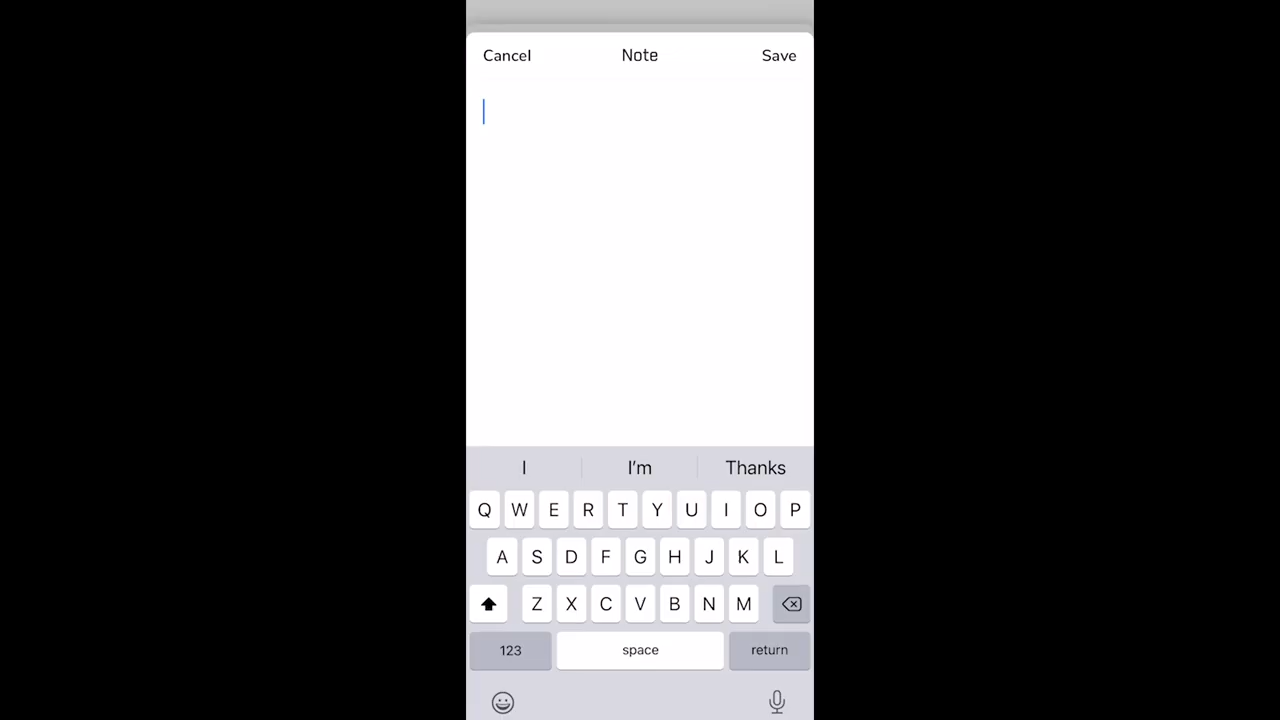 Cancel Note Save
I I'm Thanks
Q W E R T Y U I O P
A S D F G H J K L
Z X C V B N M
123 space return